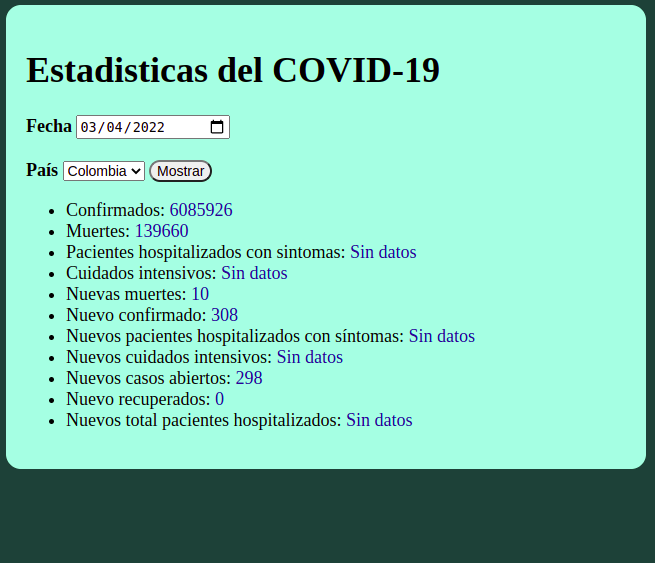 Estadisticas del COVID-19
Fecha 03/04/2022
País Colombia Mostrar
Confirmados: 6085926
Muertes: 139660
Pacientes hospitalizados con sintomas: Sin datos
Cuidados intensivos: Sin datos
Nuevas muertes: 10
Nuevo confirmado: 308
Nuevos pacientes hospitalizados con síntomas: Sin datos
Nuevos cuidados intensivos: Sin datos
Nuevos casos abiertos: 298
Nuevo recuperados: 0
Nuevos total pacientes hospitalizados: Sin datos